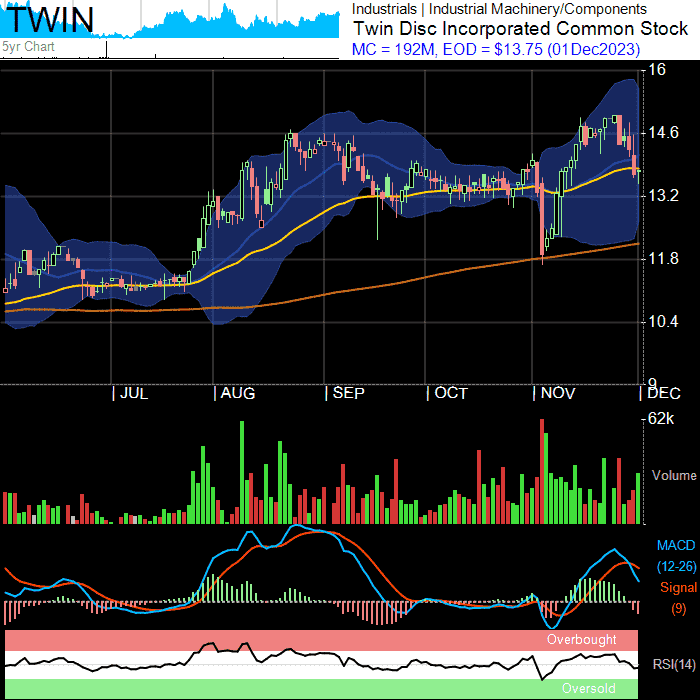 TWIN
5yr Chart
Industrials | Industrial Machinery/Components
Twin Disc Incorporated Common Stock
MC = 192M, EOD = $13.75 (01Dec2023)
16
14.6
13.2
11.8
10.4
9
JUL AUG SEP OCT NOV DEC
62k
Volume
MACD
(12-26)
Signal
(9)
Overbought
RSI(14)
Oversold